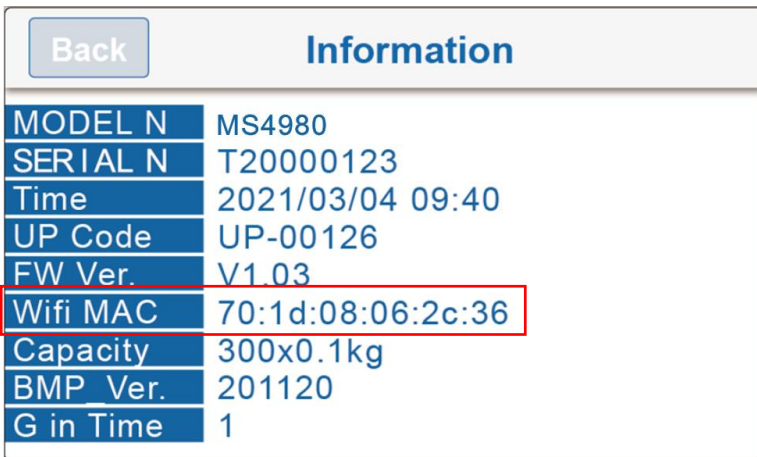 Back
Information
MODEL N MS4980
SERIAL N T20000123
Time 2021/03/04 09:40
UP Code UP-00126
FW Ver. V1.03
Wifi MAC 70:1d:08:06:2c:36
Capacity 300x0.1kg
BMP_Ver. 201120
G in Time 1